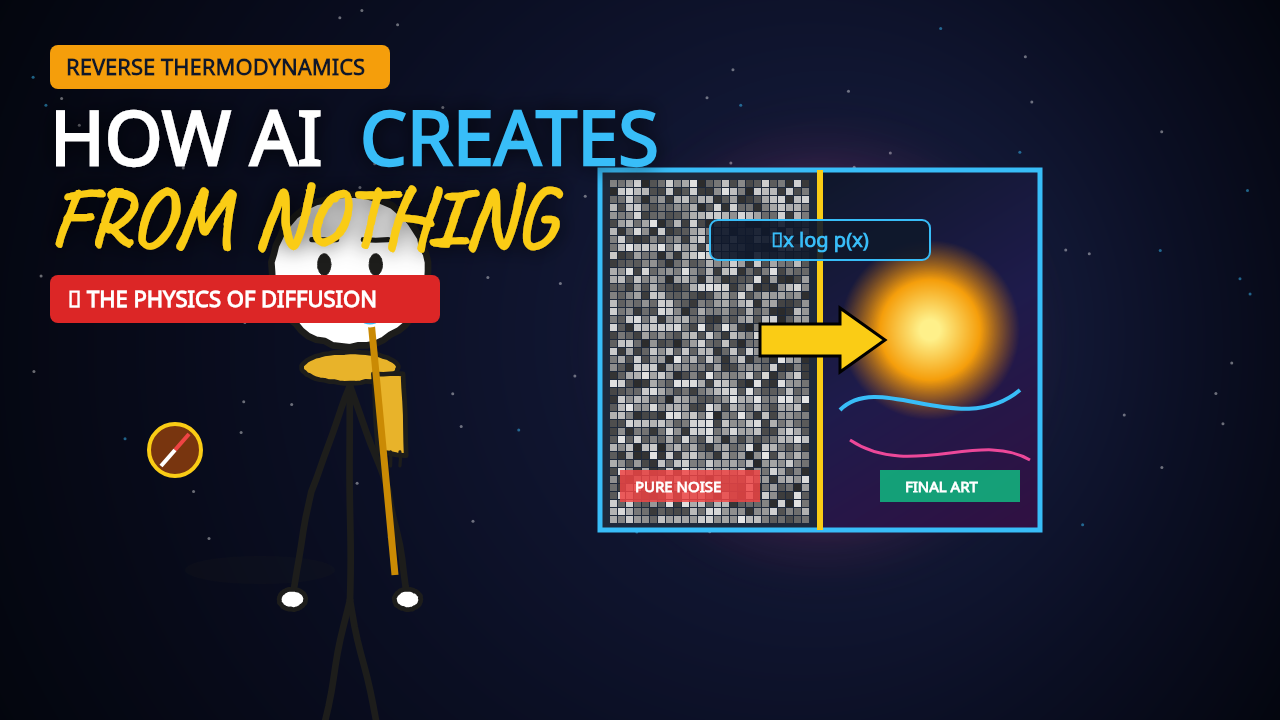 REVERSE THERMODYNAMICS
HOW AI CREATES
FROM NOTHING
THE PHYSICS OF DIFFUSION
x log p(x)
PURE NOISE
FINAL ART